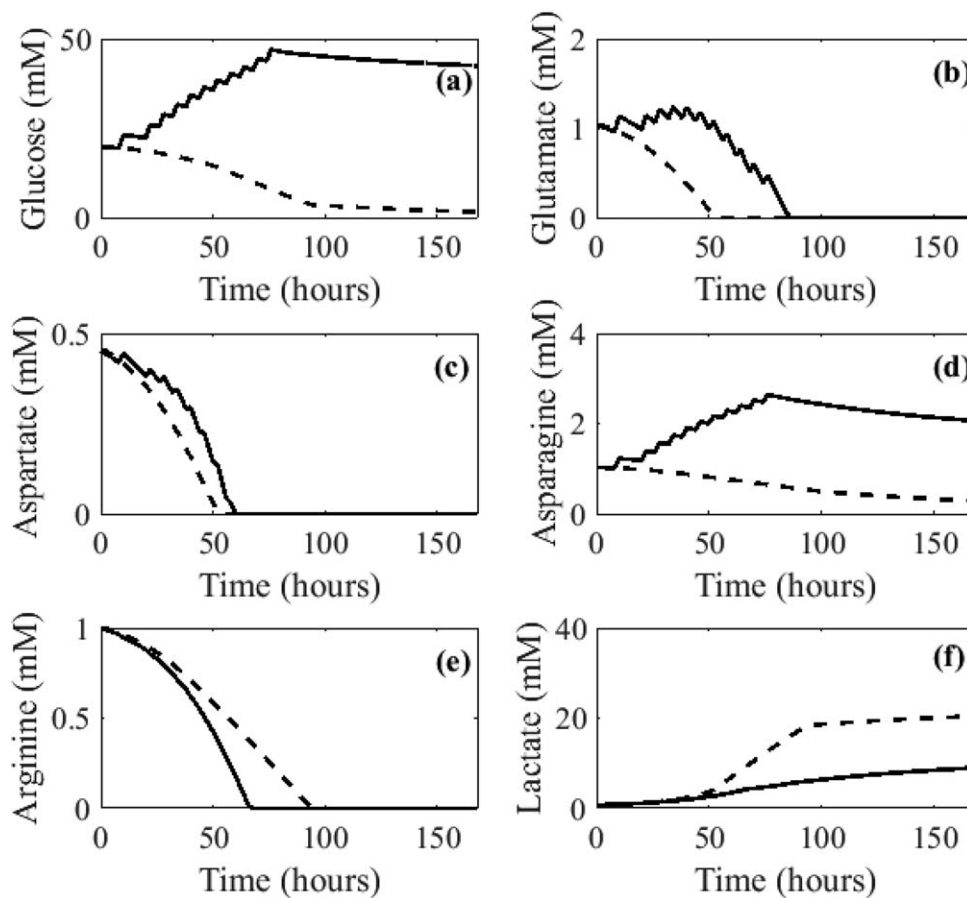 50
Glucose (mM)
(a)
0
0 50 100 150
Time (hours)
2
Glutamate (mM)
(b)
1
0
0 50 100 150
Time (hours)
0.5
Aspartate (mM)
(c)
0
0 50 100 150
Time (hours)
4
Asparagine (mM)
(d)
2
0
0 50 100 150
Time (hours)
1
Arginine (mM)
(e)
0.5
0
0 50 100 150
Time (hours)
40
Lactate (mM)
(f)
20
0
0 50 100 150
Time (hours)